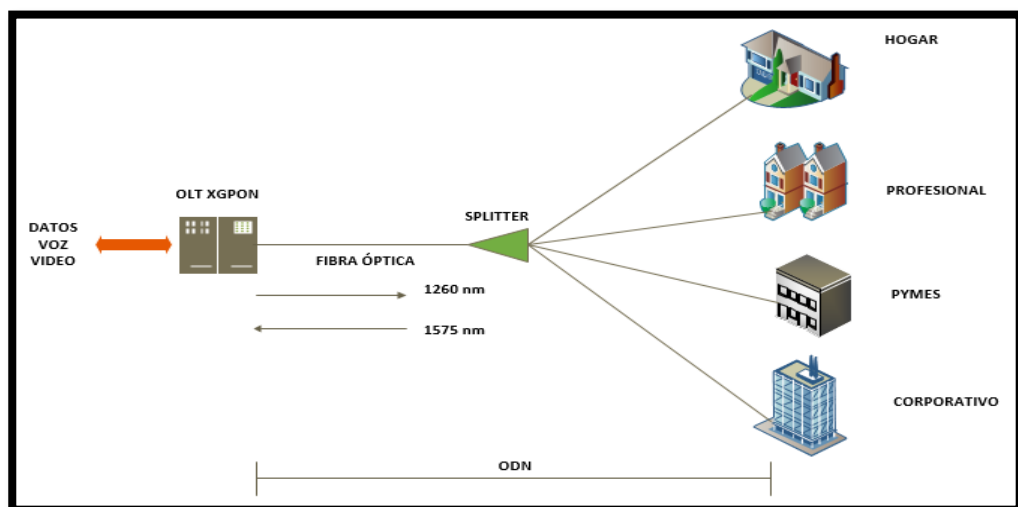 HOGAR
OLT XGPON
SPLITTER
PROFESIONAL
DATOS
VOZ
VIDEO
FIBRA ÓPTICA
1260 nm
1575 nm
PYMES
CORPORATIVO
ODN